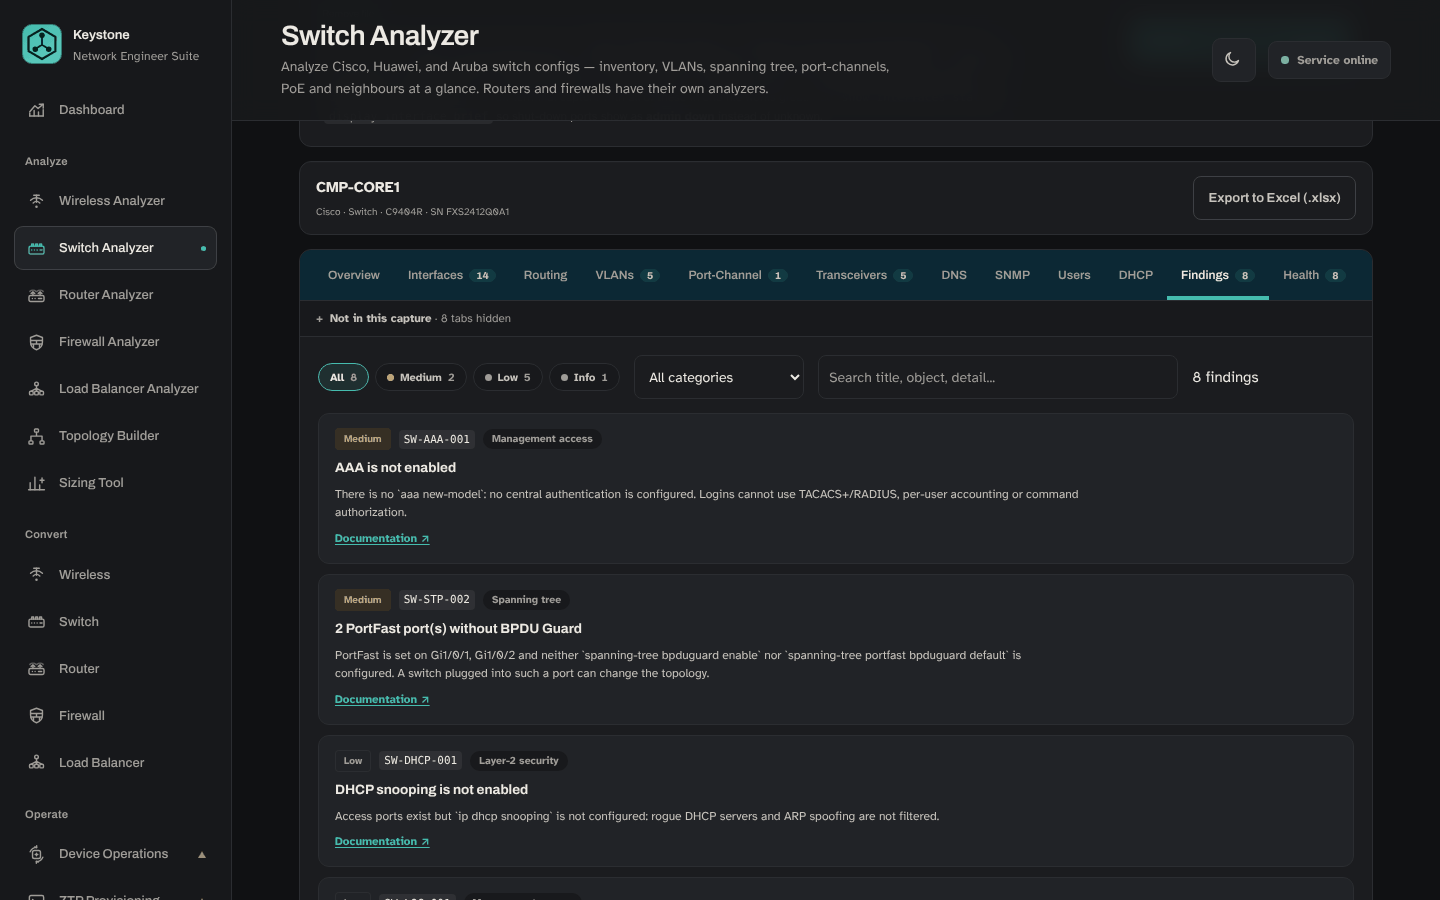 Keystone
Network Engineer Suite
Dashboard
Analyze
Wireless Analyzer
Switch Analyzer
Router Analyzer
Firewall Analyzer
Load Balancer Analyzer
Topology Builder
Sizing Tool
Convert
Wireless
Switch
Router
Firewall
Load Balancer
Operate
Device Operations
ZTP Provisioning
Switch Analyzer
Analyze Cisco, Huawei, and Aruba switch configs — inventory, VLANs, spanning tree, port-channels,
PoE and neighbours at a glance. Routers and firewalls have their own analyzers.
Service online
CMP-CORE1
Cisco · Switch · C9404R · SN FXS2412Q0A1
Export to Excel (.xlsx)
Overview Interfaces 14 Routing VLANs 5 Port-Channel 1 Transceivers 5 DNS SNMP Users DHCP Findings 8 Health 8
+ Not in this capture · 8 tabs hidden
All 8 Medium 2 Low 5 Info 1 All categories Search title, object, detail... 8 findings
Medium SW-AAA-001 Management access
AAA is not enabled
There is no `aaa new-model`: no central authentication is configured. Logins cannot use TACACS+/RADIUS, per-user accounting or command
authorization.
Documentation ↗
Medium SW-STP-002 Spanning tree
2 PortFast port(s) without BPDU Guard
PortFast is set on Gi1/0/1, Gi1/0/2 and neither `spanning-tree bpduguard enable` nor `spanning-tree portfast bpduguard default` is
configured. A switch plugged into such a port can change the topology.
Documentation ↗
Low SW-DHCP-001 Layer-2 security
DHCP snooping is not enabled
Access ports exist but `ip dhcp snooping` is not configured: rogue DHCP servers and ARP spoofing are not filtered.
Documentation ↗